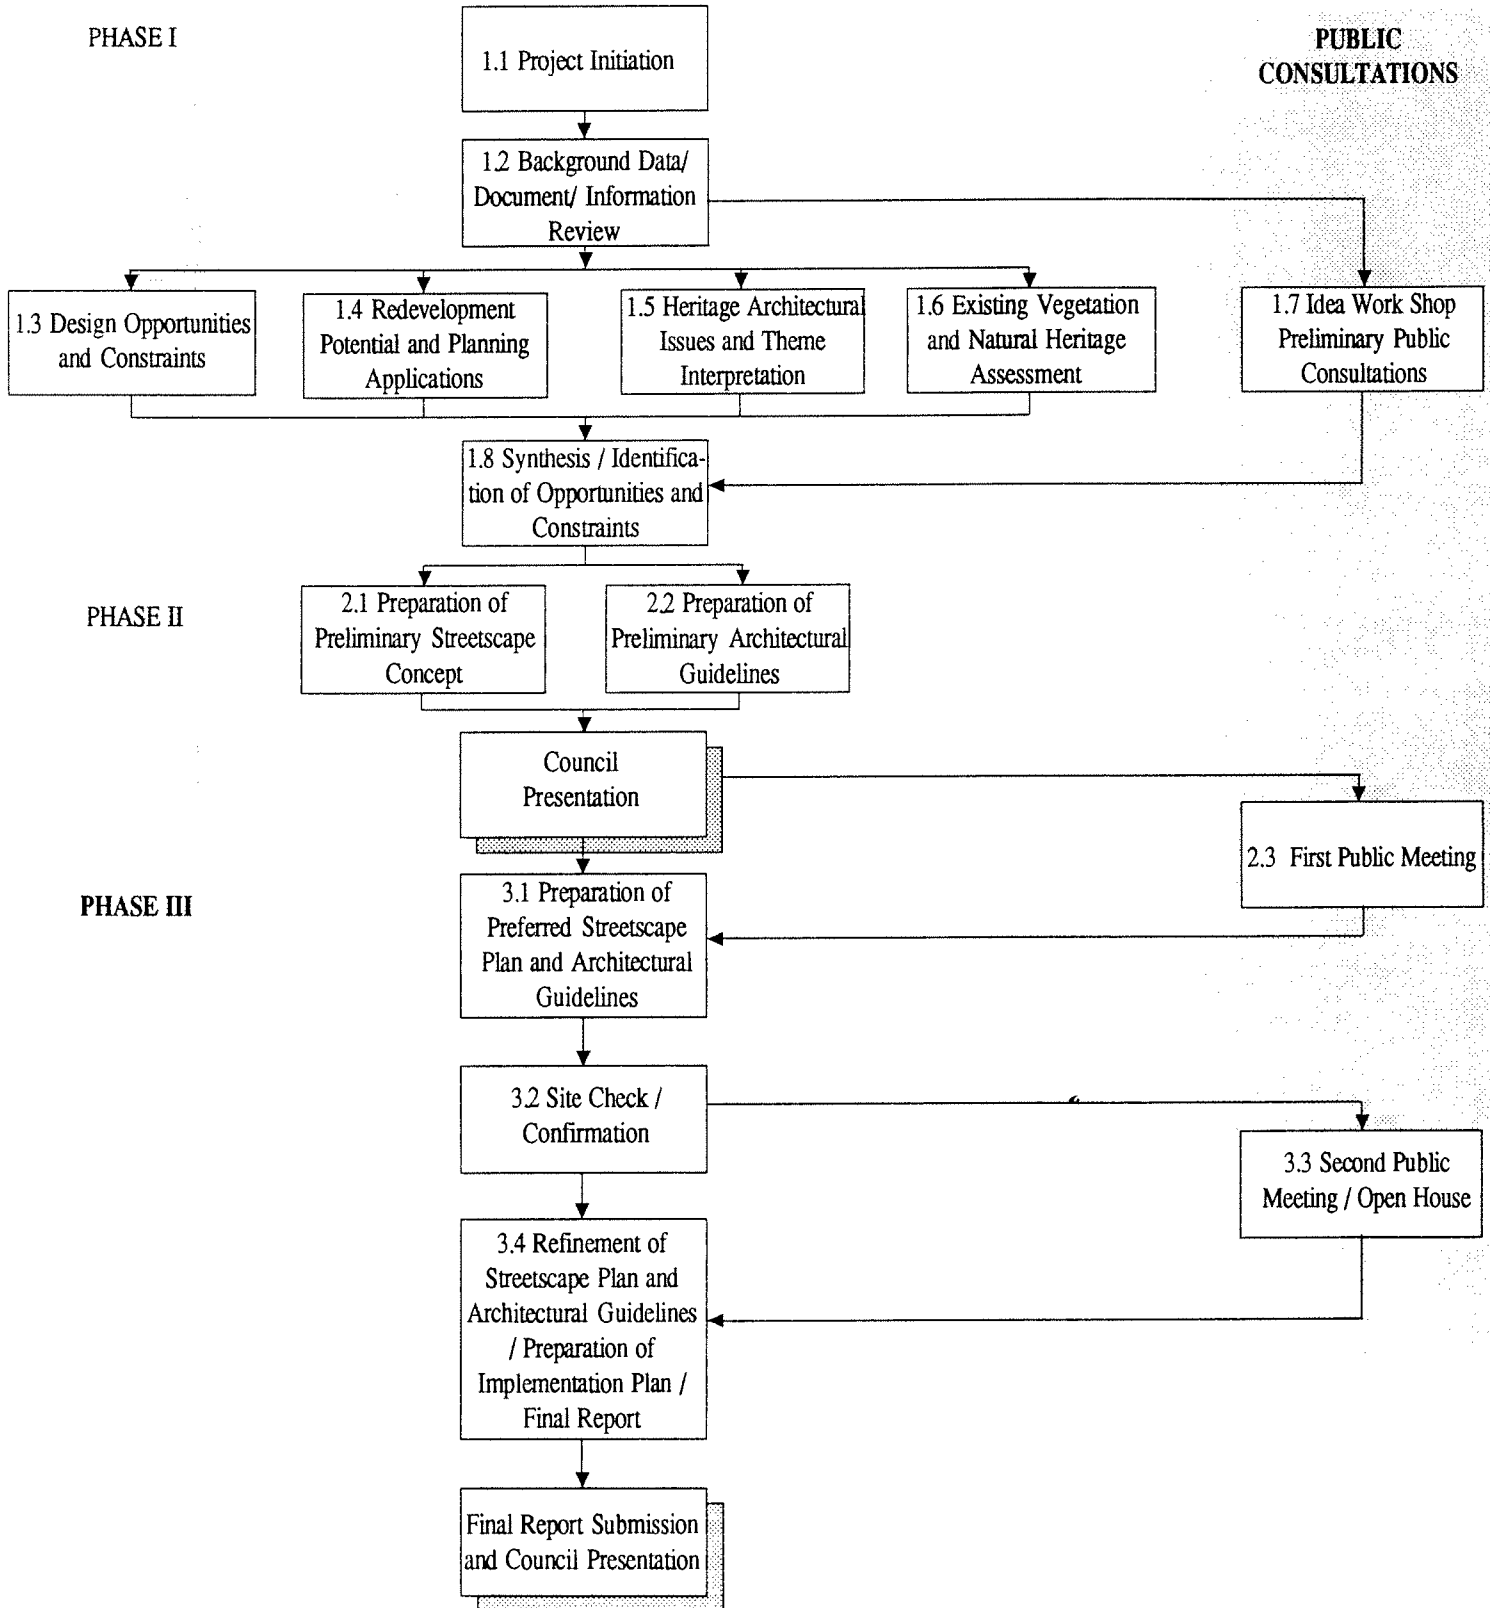 PHASE I
PUBLIC
CONSULTATIONS
1.1 Project Initiation
1.2 Background Data/
Document/ Information
Review
1.3 Design Opportunities
and Constraints
1.4 Redevelopment
Potential and Planning
Applications
1.5 Heritage Architectural
Issues and Theme
Interpretation
1.6 Existing Vegetation
and Natural Heritage
Assessment
1.7 Idea Work Shop
Preliminary Public
Consultations
1.8 Synthesis / Identifica-
tion of Opportunities and
Constraints
PHASE II
2.1 Preparation of
Preliminary Streetscape
Concept
2.2 Preparation of
Preliminary Architectural
Guidelines
Council
Presentation
2.3 First Public Meeting
PHASE III
3.1 Preparation of
Preferred Streetscape
Plan and Architectural
Guidelines
3.2 Site Check /
Confirmation
3.3 Second Public
Meeting / Open House
3.4 Refinement of
Streetscape Plan and
Architectural Guidelines
/ Preparation of
Implementation Plan /
Final Report
Final Report Submission
and Council Presentation